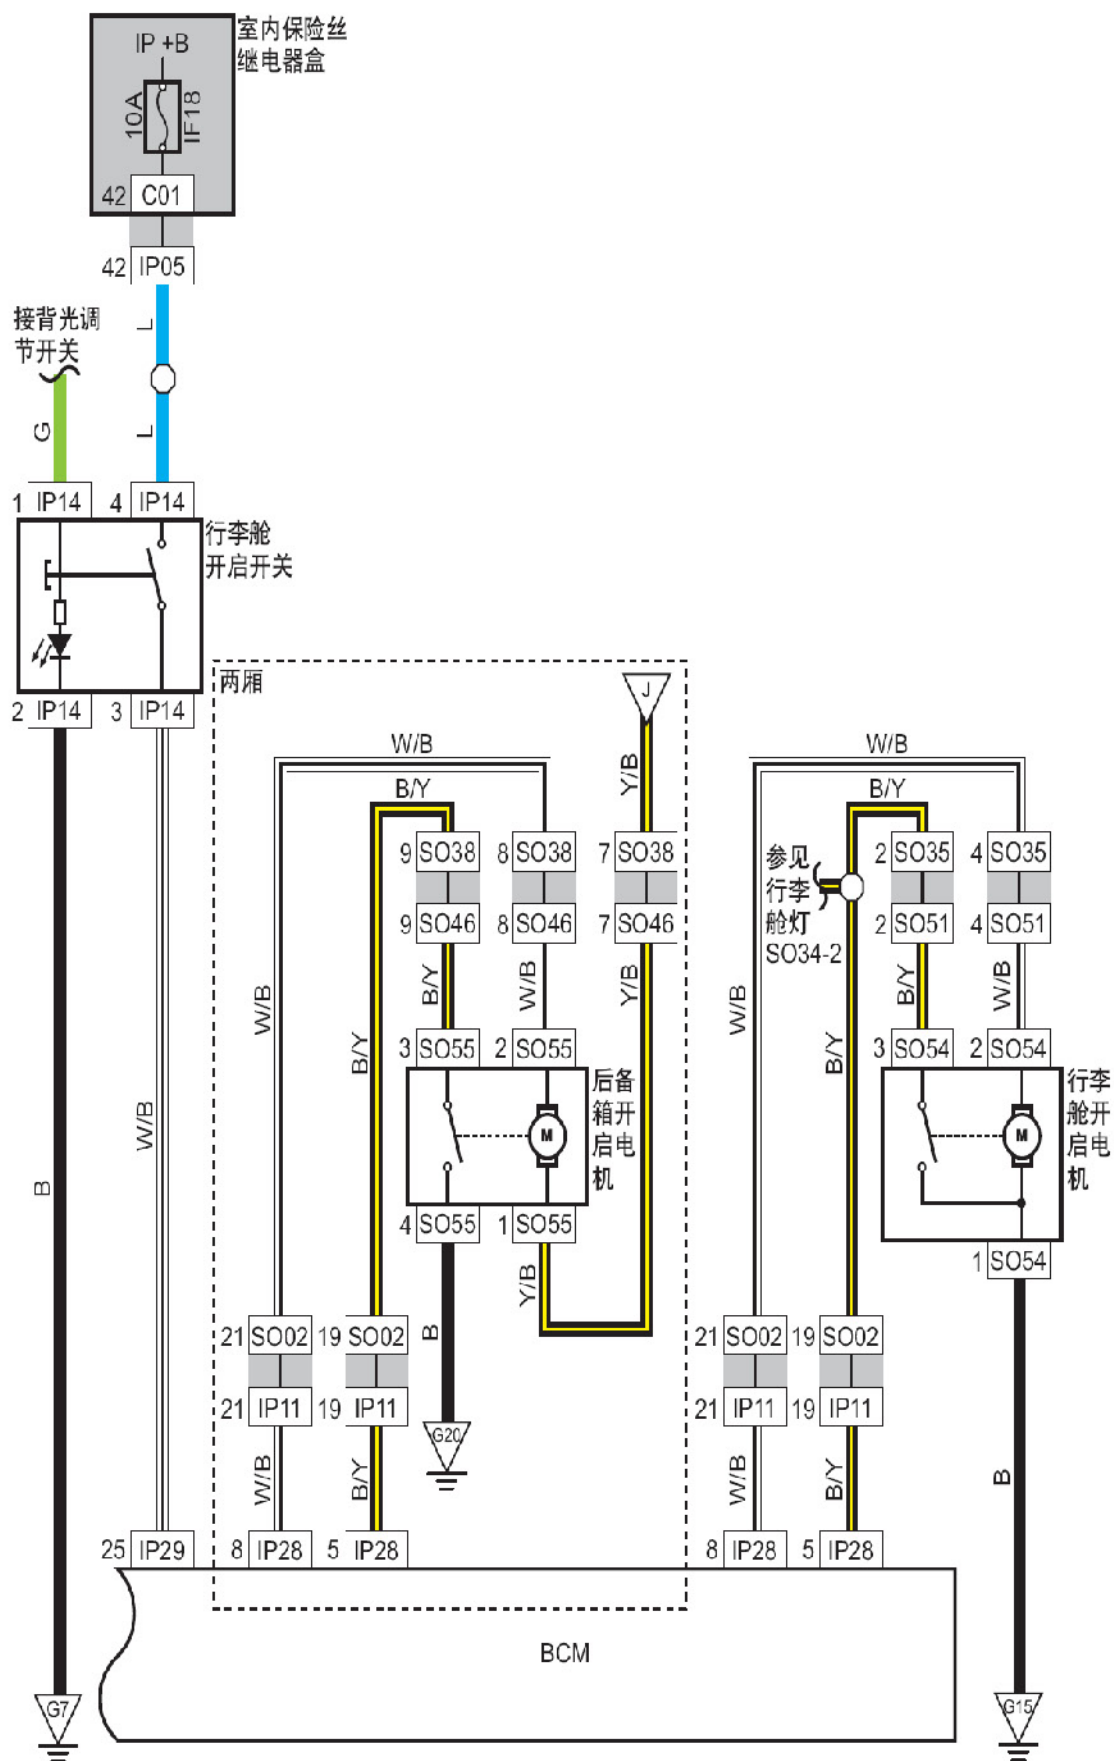 IP +B
室内保险丝
继电器盒
10A
IF18
42 C01
42 IP05
接背光调
节开关
L
G
L
1 IP14 4 IP14
行李舱
开启开关
2 IP14 3 IP14
两厢
J
W/B
B/Y
Y/B
W/B
B/Y
9 SO38 8 SO38 7 SO38
参见
行李
舱灯
SO34-2
2 SO35 4 SO35
9 SO46 8 SO46 7 SO46
2 SO51 4 SO51
W/B
B/Y
B/Y
W/B
Y/B
W/B
B/Y
B/Y
W/B
3 SO55 2 SO55
3 SO54 2 SO54
后备
箱开
启电
机
M
行李
舱开
启电
机
M
W/B
B
4 SO55 1 SO55
1 SO54
Y/B
B
21 SO02 19 SO02
21 SO02 19 SO02
21 IP11 19 IP11
21 IP11 19 IP11
G20
W/B
B/Y
W/B
B/Y
B
25 IP29 8 IP28 5 IP28
8 IP28 5 IP28
BCM
G7
G15